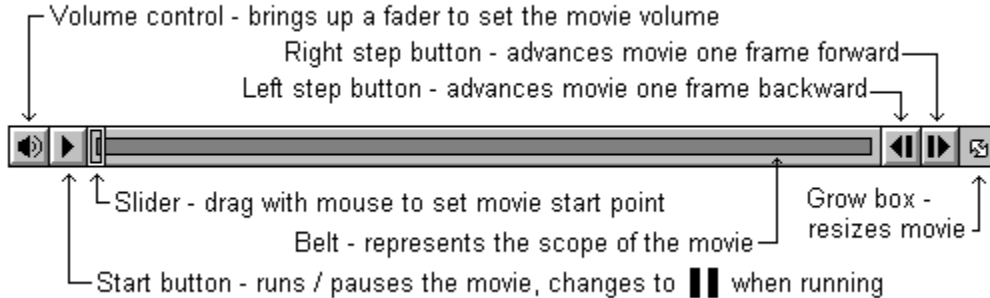 Volume control - brings up a fader to set the movie volume
Right step button - advances movie one frame forward
Left step button - advances movie one frame backward
Slider - drag with mouse to set movie start point
Grow box -
resizes movie
Belt - represents the scope of the movie
Start button - runs / pauses the movie, changes to when running